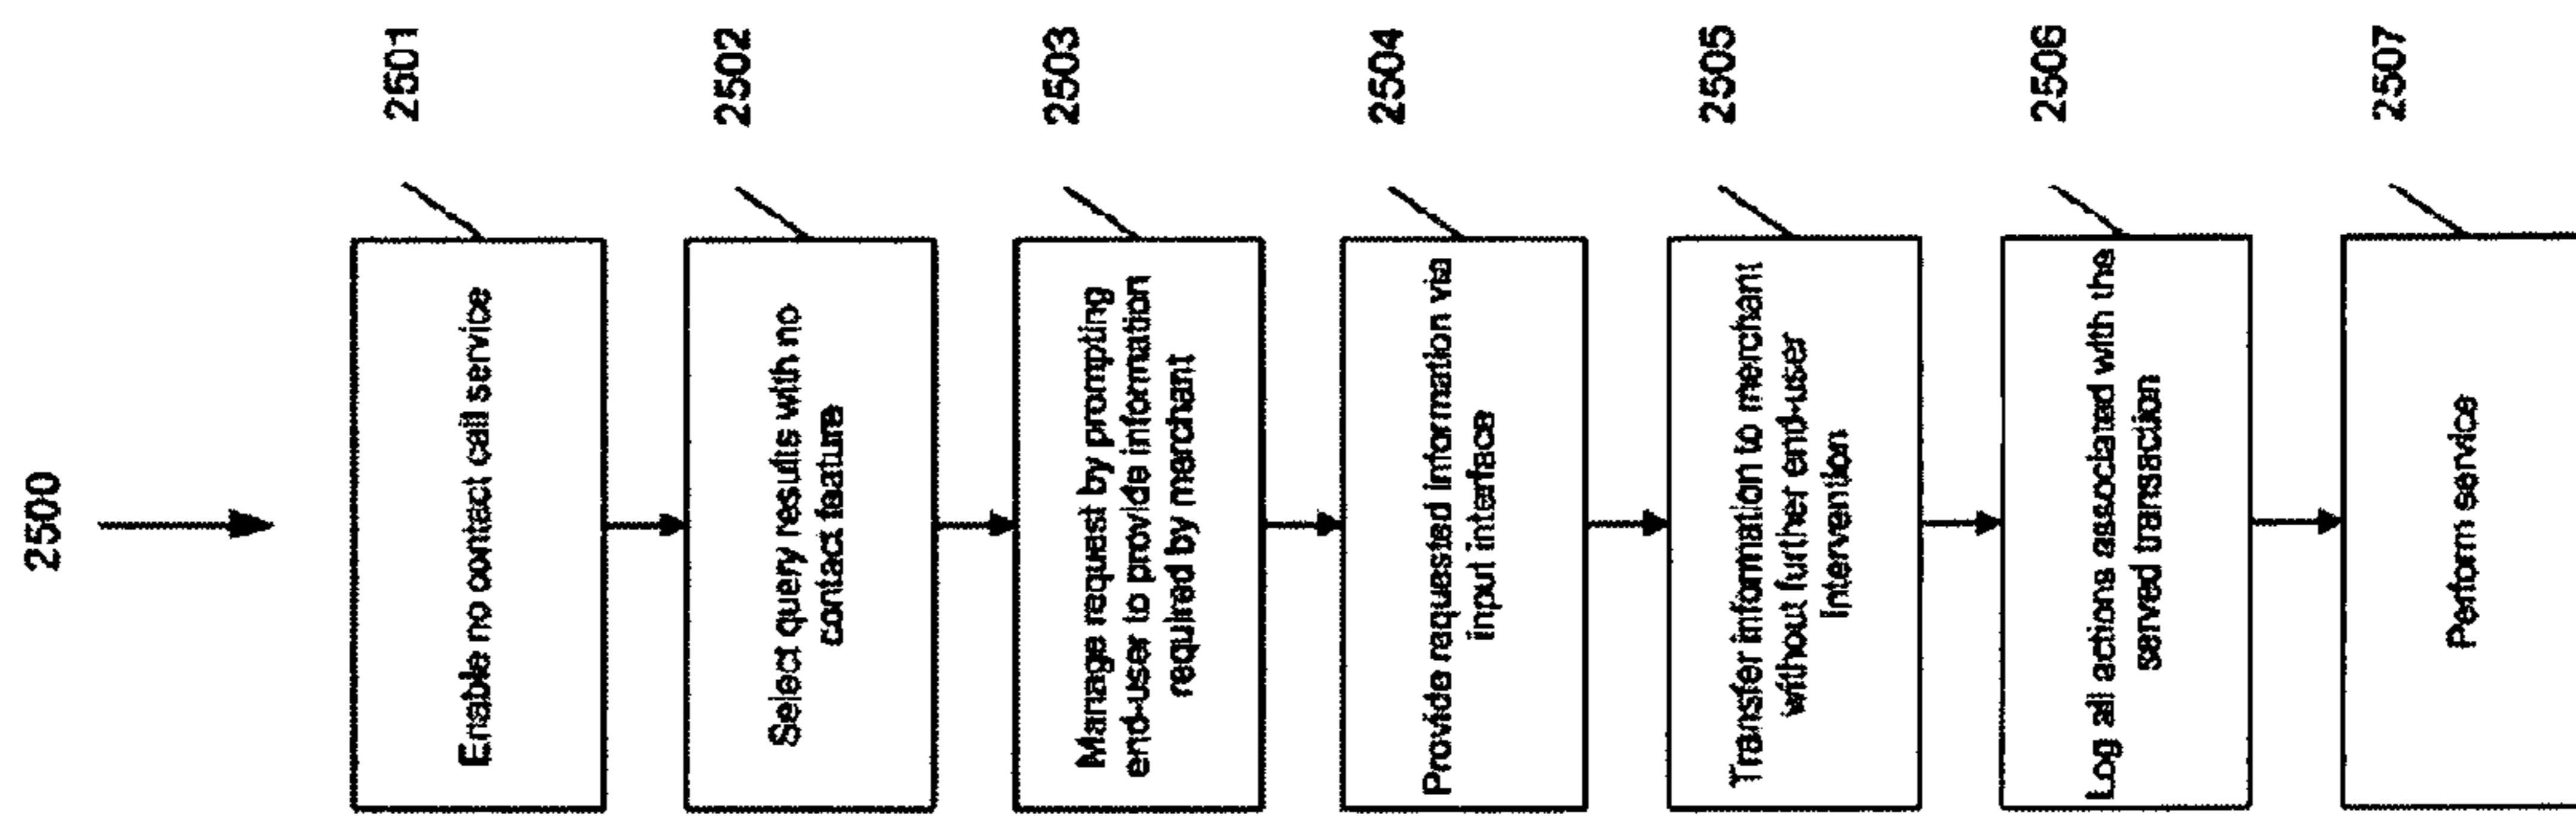 2500
Enable no contact call service
2501
Select query results with no
contact feature
2502
Manage request by prompting
end-user to provide information
required by merchant
2503
Provide requested information via
input interface
2504
Transfer information to merchant
without further end-user
intervention
2505
Log all actions associated with the
served transaction
2506
Perform service
2507